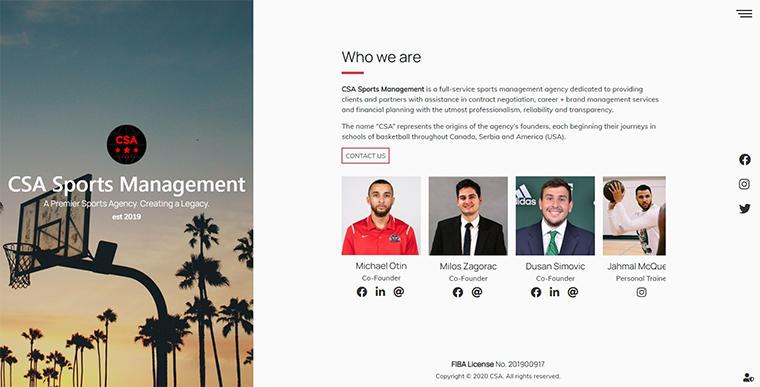 CSA
CSA Sports Management
A Premier Sports Agency. Creating a Legacy.
est 2019
Who we are
CSA Sports Management is a full-service sports management agency dedicated to providing
clients and partners with assistance in contract negotiation, career + brand management services
and financial planning with the utmost professionalism, reliability and transparency.
The name "CSA" represents the origins of the agency's founders, each beginning their journeys in
schools of basketball throughout Canada, Serbia and America (USA).
CONTACT US
adidas
Michael Otin
Co-Founder
Milos Zagorac
Co-Founder
Dusan Simovic
Co-Founder
Jahmal McQue
Personal Traine
FIBA License No. 201900917
Copyright © 2020 CSA. All rights reserved.